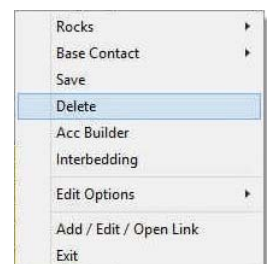 Rocks
Base Contact
Save
Delete
Acc Builder
Interbedding
Edit Options
Add / Edit / Open Link
Exit